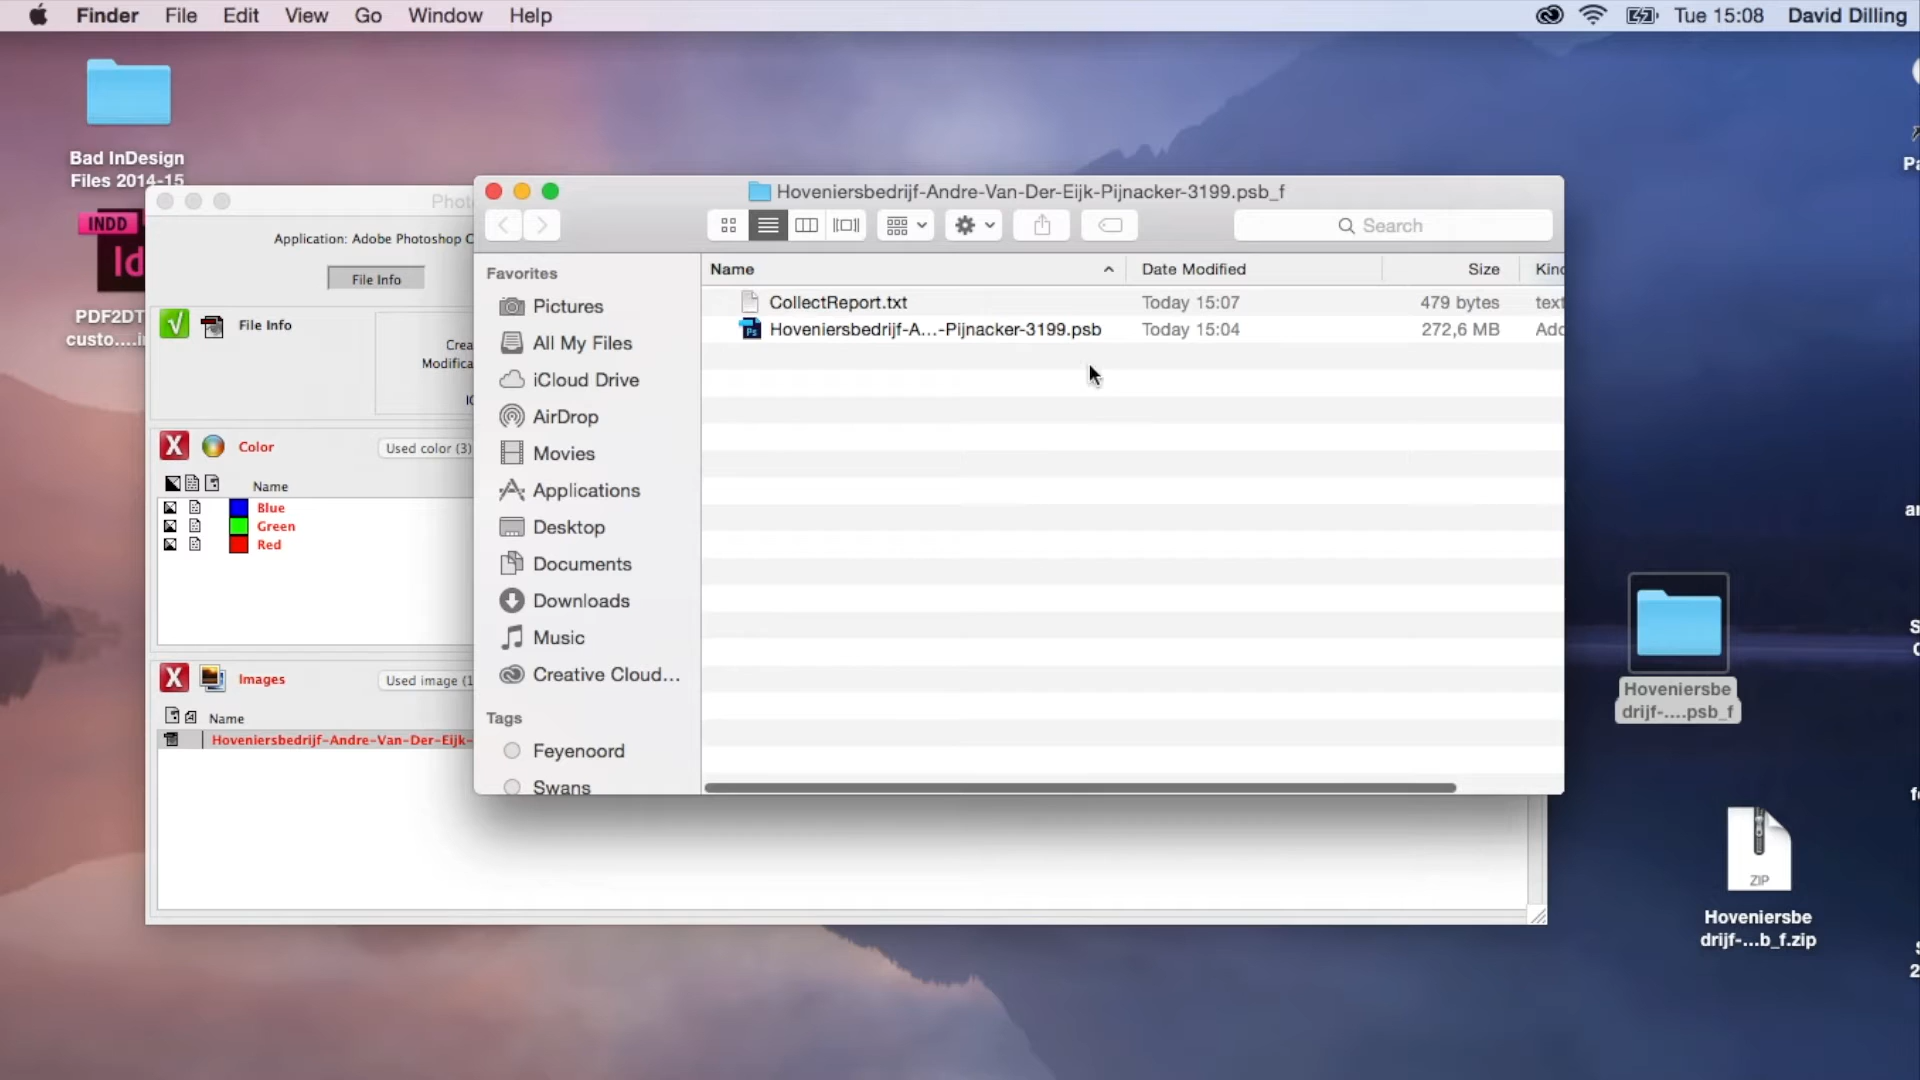 Finder File Edit View Go Window Help Tue 15:08 David Dilling
Bad InDesign
Files 2014-15
INDD
Id
PDF2DT
custo....i
Application: Adobe Photoshop C
File Info
File Info
Crea
Modifica
Color
Used color (3)
Name
Blue
Green
Red
Images
Used image (1
Name
Hoveniersbedrijf-Andre-Van-Der-Eijk-
Hoveniersbedrijf-Andre-Van-Der-Eijk-Pijnacker-3199.psb_f
Search
Favorites
Pictures
All My Files
iCloud Drive
AirDrop
Movies
Applications
Desktop
Documents
Downloads
Music
Creative Cloud...
Tags
Feyenoord
Swans
Name Date Modified Size Kind
CollectReport.txt Today 15:07 479 bytes text
Hoveniersbedrijf-A...-Pijnacker-3199.psb Today 15:04 272,6 MB Ado
Hoveniersbe
drijf-....psb_f
ZIP
Hoveniersbe
drijf-...b_f.zip